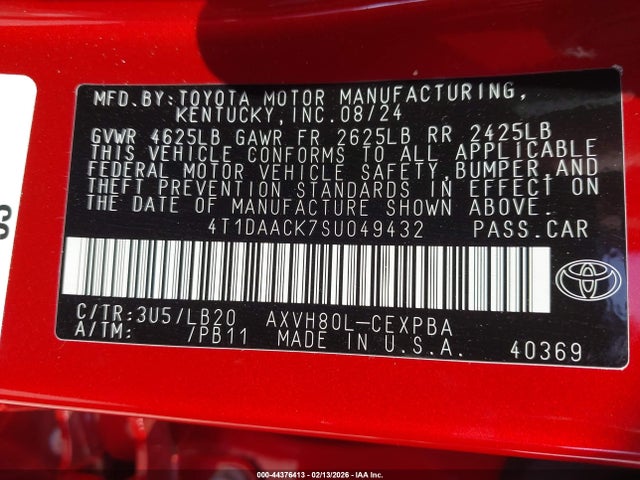 MFD.BY:TOYOTA MOTOR MANUFACTURING,
KENTUCKY,INC.08/24
GVWR 4625LB GAWR FR 2625LB RR 2425LB
THIS VEHICLE CONFORMS TO ALL APPLICABLE
FEDERAL MOTOR VEHICLE SAFETY,BUMPER,AND
THEFT PREVENTION STANDARDS IN EFFECT ON
THE DATE OF MANUFACTURE SHOWN ABOVE.
4T1DAACK7SU049432 PASS.CAR
C/TR:3U5/LB20 AXVH80L-CEXPBA
A/TM: /PB11 MADE IN U.S.A. 40369
TOYOTA
000-44376413 - 02/13/2026 - IAA Inc.